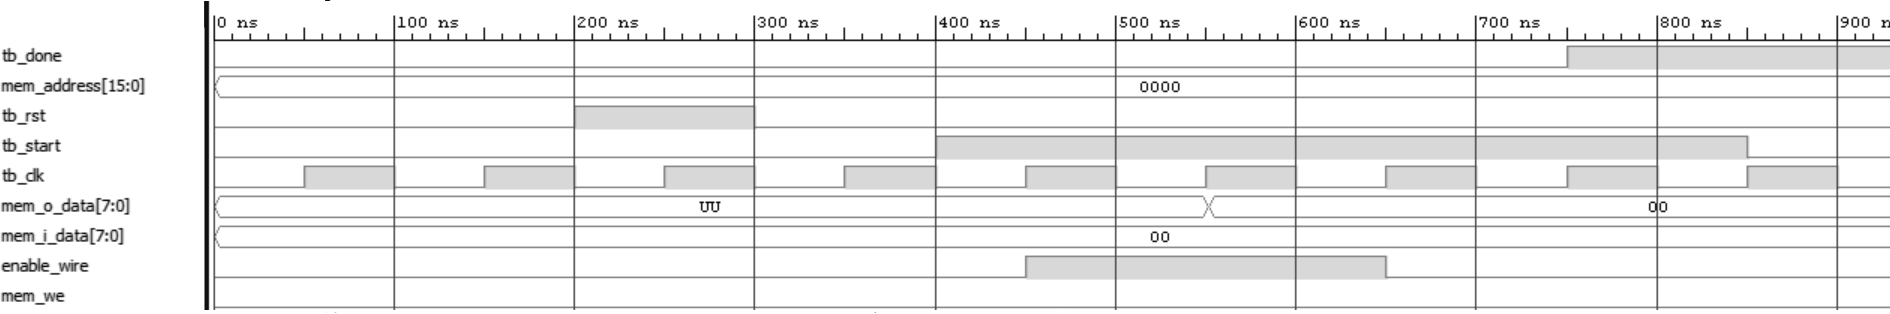 0 ns 100 ns 200 ns 300 ns 400 ns 500 ns 600 ns 700 ns 800 ns 900 n
tb_done
mem_address[15:0] 0000
tb_rst
tb_start
tb_clk
mem_o_data[7:0] UU 00
mem_i_data[7:0] 00
enable_wire
mem_we